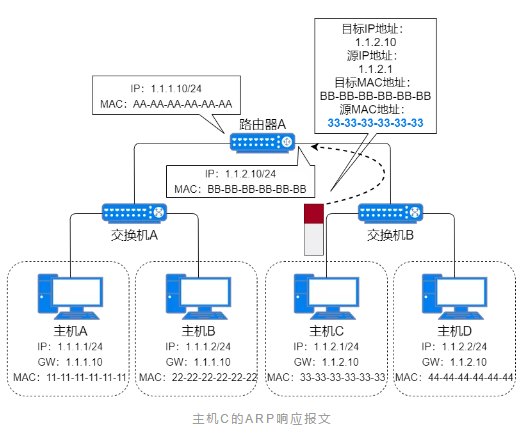 目标IP地址：
1.1.2.10
源IP地址：
1.1.2.1
目标MAC地址：
BB-BB-BB-BB-BB-BB
源MAC地址：
33-33-33-33-33-33
IP：1.1.1.10/24
MAC：AA-AA-AA-AA-AA-AA
路由器A
IP：1.1.2.10/24
MAC：BB-BB-BB-BB-BB-BB
交换机A
交换机B
主机A
IP：1.1.1.1/24
GW：1.1.1.10
MAC：11-11-11-11-11-11
主机B
IP：1.1.1.2/24
GW：1.1.1.10
MAC：22-22-22-22-22-22
主机C
IP：1.1.2.1/24
GW：1.1.2.10
MAC：33-33-33-33-33-33
主机D
IP：1.1.2.2/24
GW：1.1.2.10
MAC：44-44-44-44-44-44
主机C的ARP响应报文